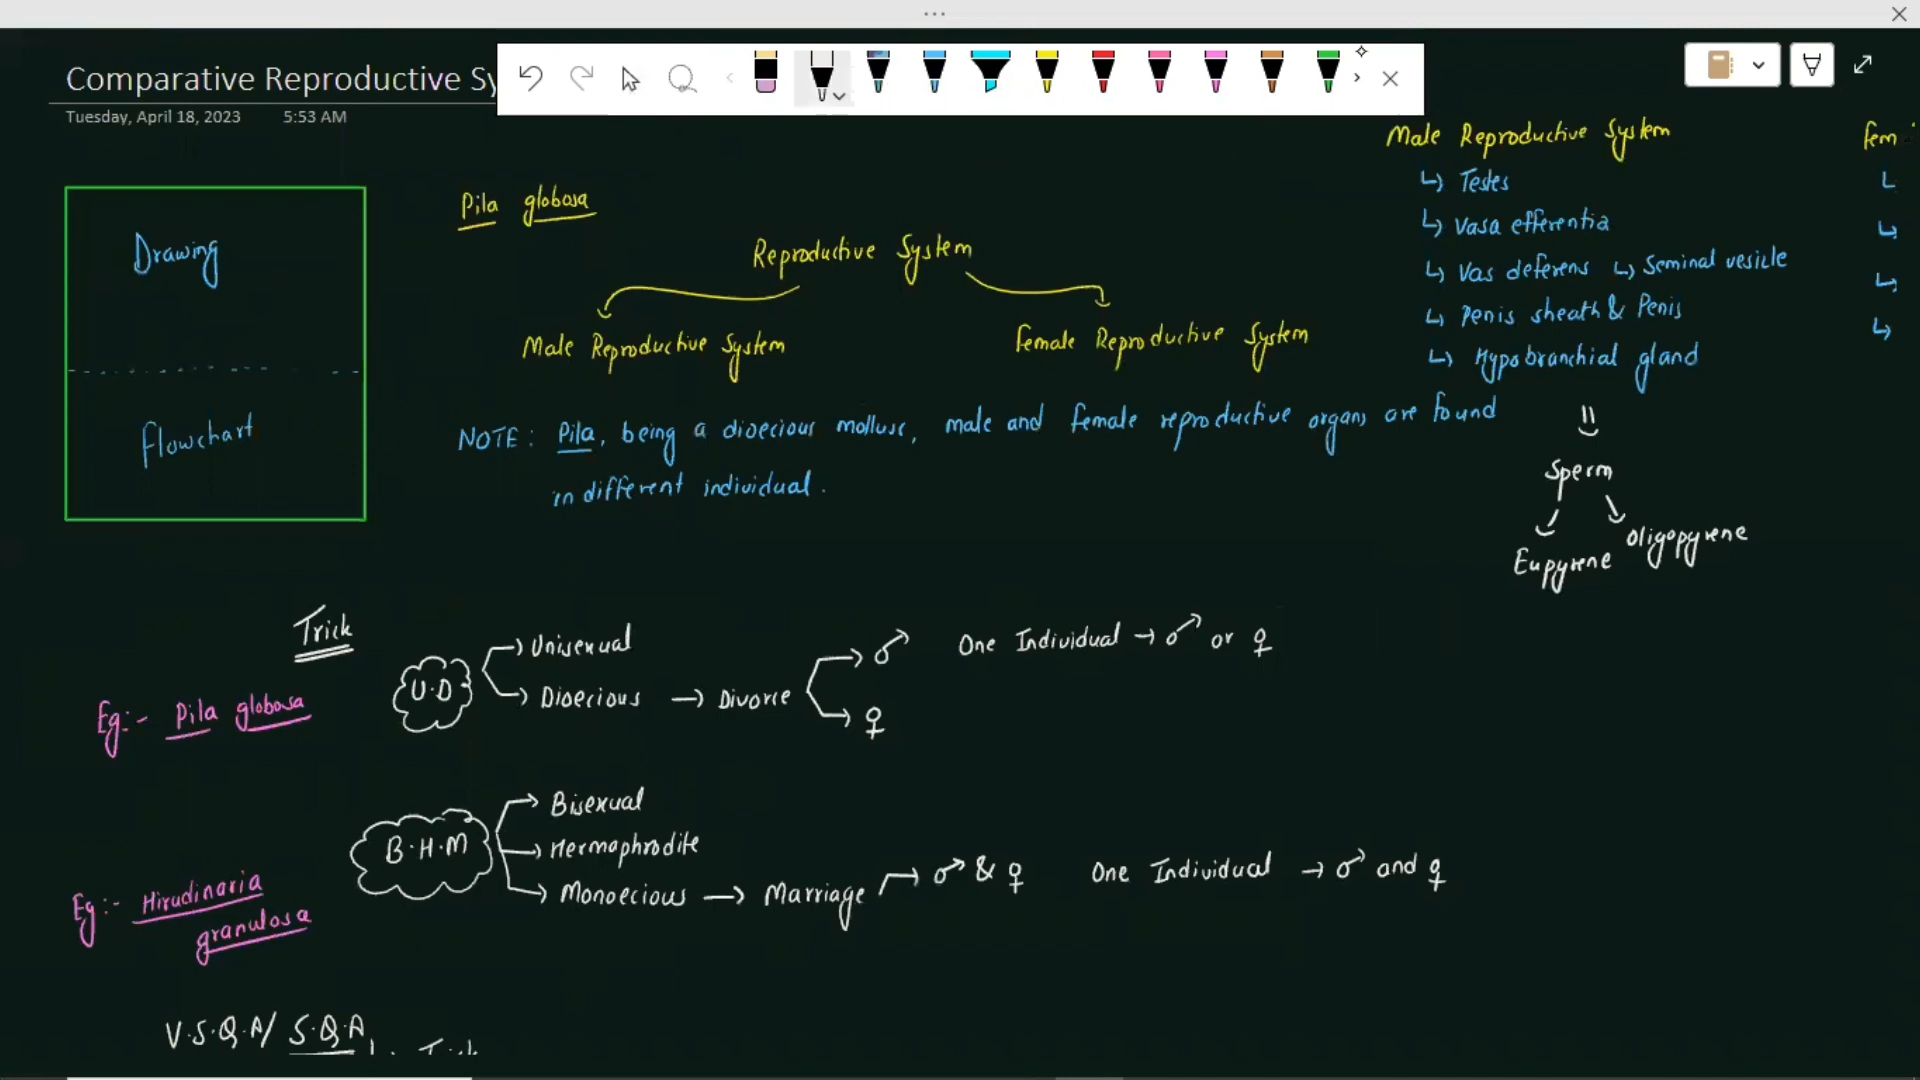 Comparative Reproductive Sy
Tuesday, April 18, 2023 5:53 AM
Drawing
Flowchart
Pila globosa
Reproductive System
Male Reproductive System
Female Reproductive System
NOTE: Pila, being a dioecious mollusc, male and female reproductive organs are found
in different individual.
Male Reproductive System
↳ Testes
↳ Vasa efferentia
↳ Vas deferens ↳ Seminal vesicle
↳ Penis sheath & Penis
↳ Hypobranchial gland
Sperm
Eupyrene
Oligopyrene
Fem
Trick
Eg:- Pila globosa
U.D
→ Unisexual
→ Dioecious → Divorce
♂
♀
One Individual → ♂ or ♀
Eg:- Hirudinaria
granulosa
B.H.M
→ Bisexual
→ Hermaphrodite
→ Monoecious → Marriage → ♂ & ♀
One Individual → ♂ and ♀
V.S.Q.A/ S.Q.A